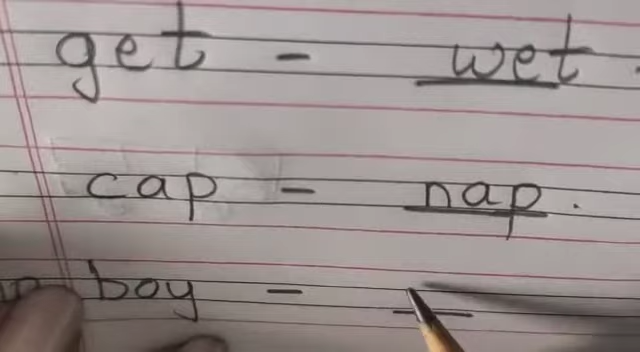 get - wet.
cap - nap.
boy -